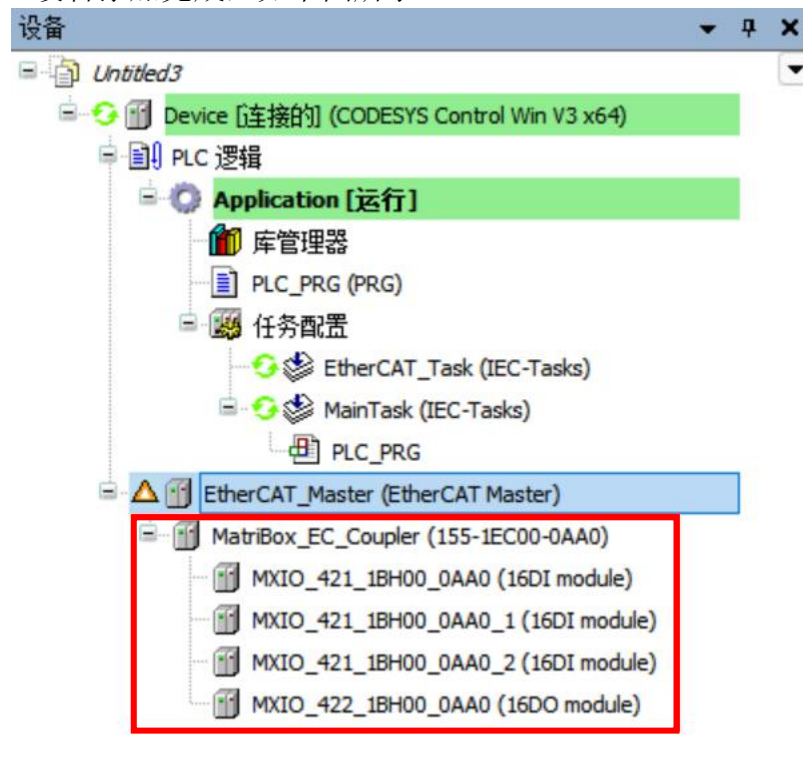 设备
Untitled3
Device [连接的] (CODESYS Control Win V3 x64)
PLC 逻辑
Application [运行]
库管理器
PLC_PRG (PRG)
任务配置
EtherCAT_Task (IEC-Tasks)
MainTask (IEC-Tasks)
PLC_PRG
EtherCAT_Master (EtherCAT Master)
MatriBox_EC_Coupler (155-1EC00-0AA0)
MXIO_421_1BH00_0AA0 (16DI module)
MXIO_421_1BH00_0AA0_1 (16DI module)
MXIO_421_1BH00_0AA0_2 (16DI module)
MXIO_422_1BH00_0AA0 (16DO module)